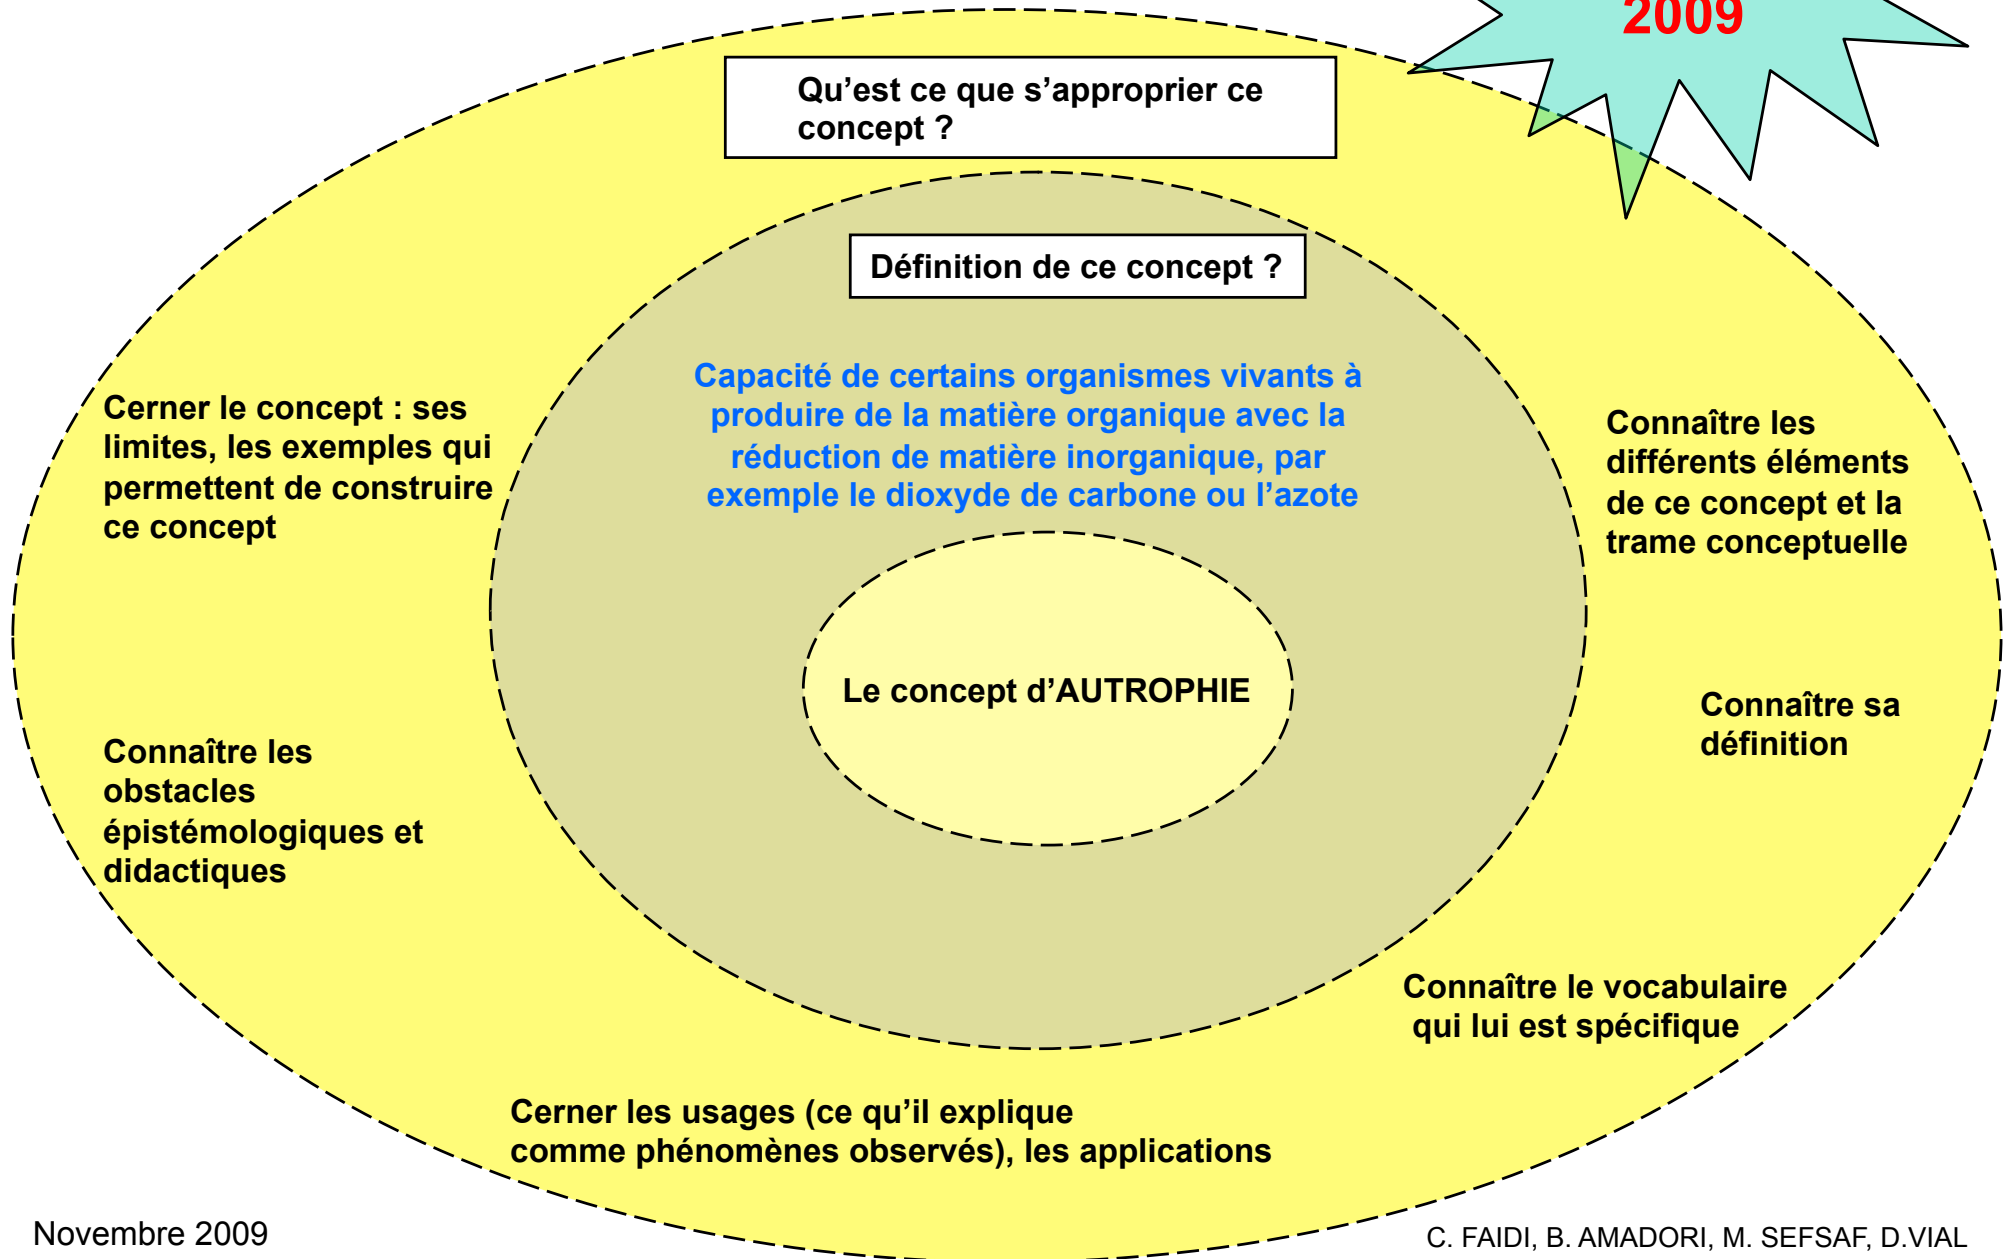 2009
Qu’est ce que s’approprier ce
concept ?
Définition de ce concept ?
Capacité de certains organismes vivants à
produire de la matière organique avec la
réduction de matière inorganique, par
exemple le dioxyde de carbone ou l’azote
Cerner le concept : ses
limites, les exemples qui
permettent de construire
ce concept
Connaître les
différents éléments
de ce concept et la
trame conceptuelle
Le concept d’AUTROPHIE
Connaître sa
définition
Connaître les
obstacles
épistémologiques et
didactiques
Connaître le vocabulaire
qui lui est spécifique
Cerner les usages (ce qu’il explique
comme phénomènes observés), les applications
Novembre 2009
C. FAIDI, B. AMADORI, M. SEFSAF, D.VIAL